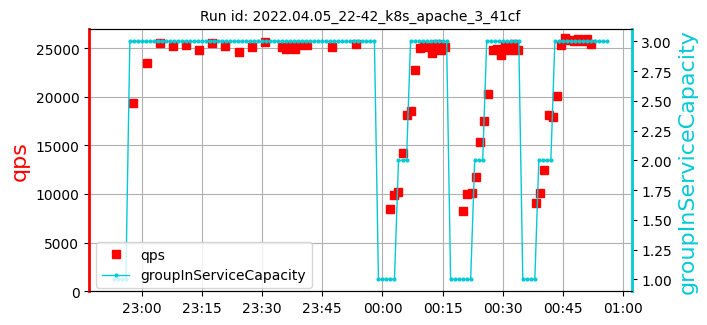 Run id: 2022.04.05_22-42_k8s_apache_3_41cf
25000
20000
15000
10000
5000
0
qps
3.00
2.75
2.50
2.25
2.00
1.75
1.50
1.25
1.00
groupInServiceCapacity
qps
groupInServiceCapacity
23:00 23:15 23:30 23:45 00:00 00:15 00:30 00:45 01:00